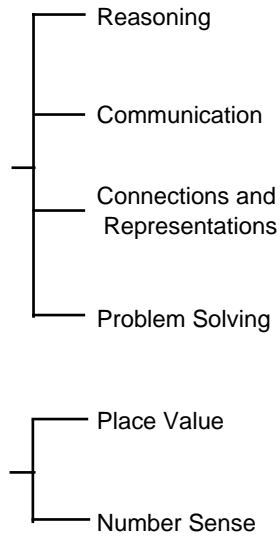 Reasoning
Communication
Connections and
Representations
Problem Solving
Place Value
Number Sense